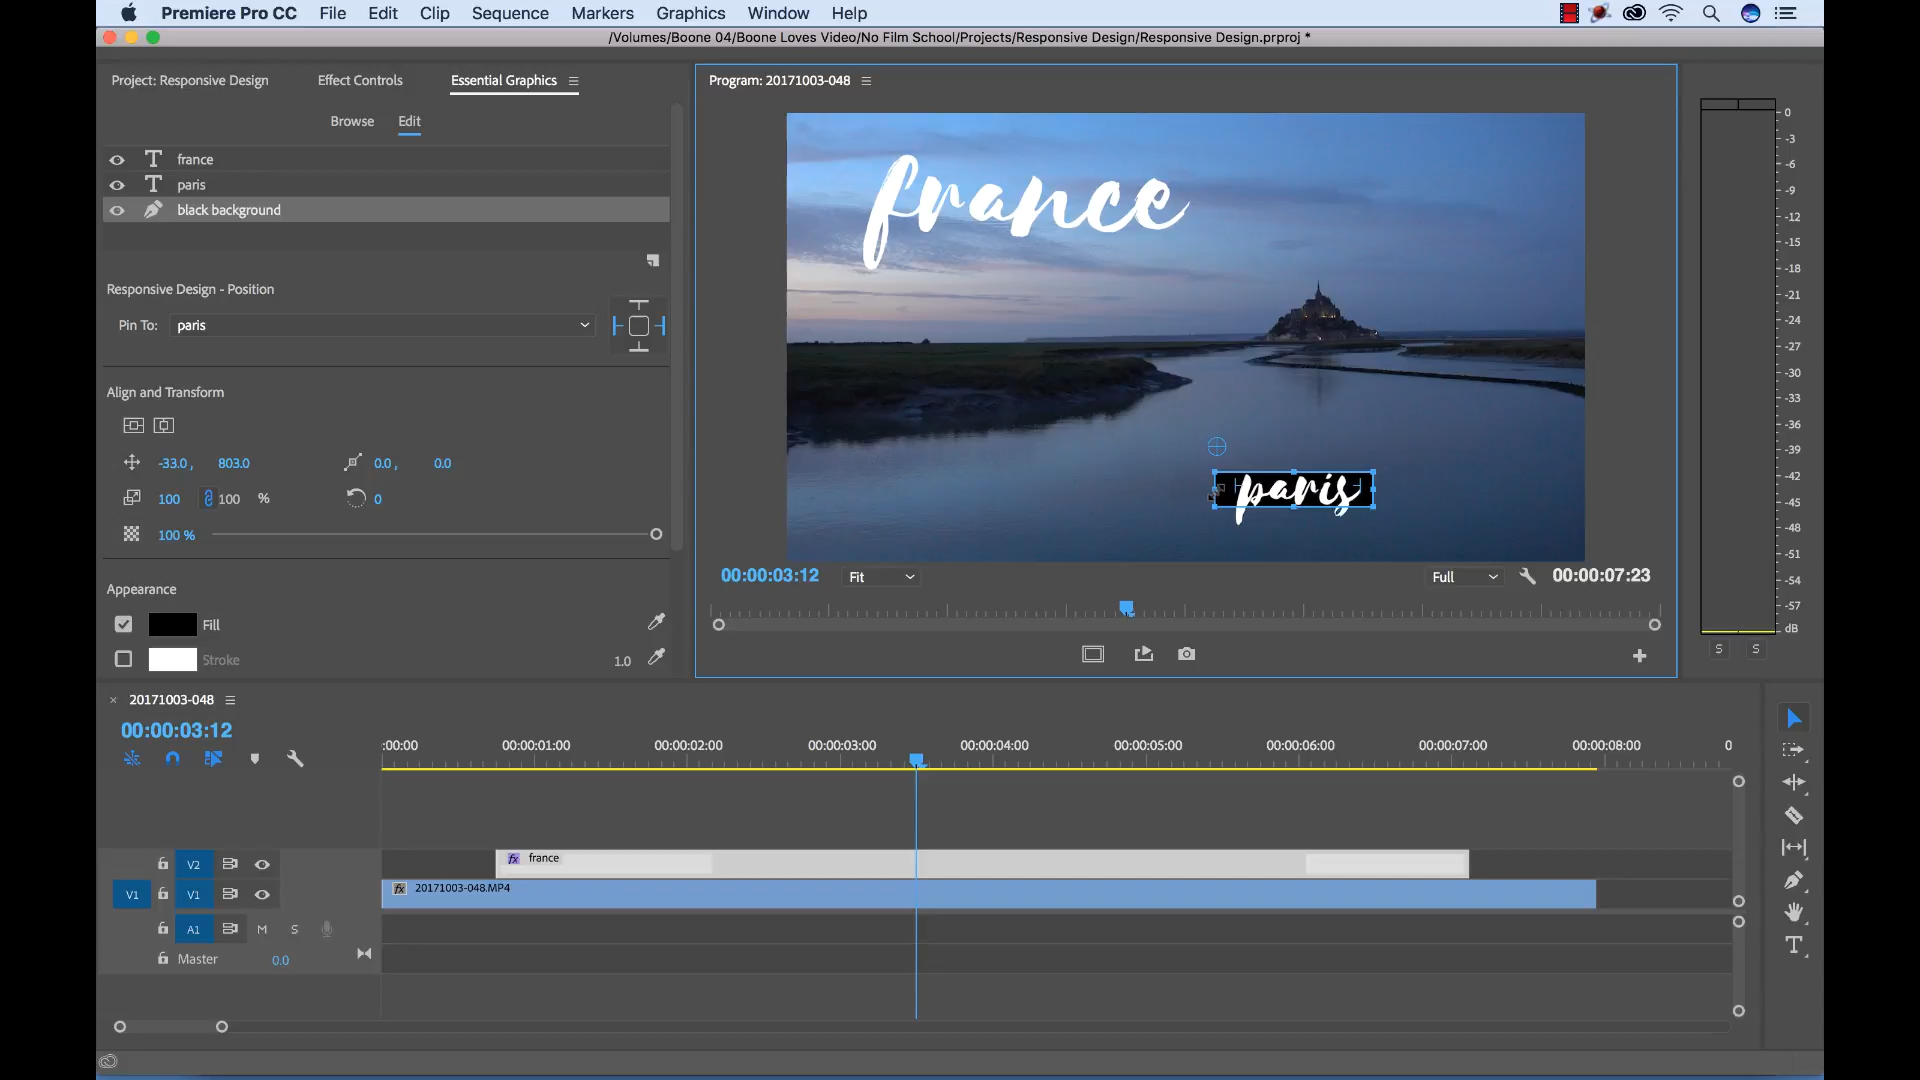 Premiere Pro CC File Edit Clip Sequence Markers Graphics Window Help
/Volumes/Boone 04/Boone Loves Video/No Film School/Projects/Responsive Design/Responsive Design.prproj *
Project: Responsive Design Effect Controls Essential Graphics
Browse Edit
france
paris
black background
Responsive Design - Position
Pin To: paris
Align and Transform
-33.0 , 803.0 0.0 , 0.0
100 100 % 0
100 %
Appearance
Fill
Stroke 1.0
Program: 20171003-048
france
paris
00:00:03:12 Fit Full 00:00:07:23
0
-3
-6
-9
-12
-15
-18
-21
-24
-27
-30
-33
-36
-39
-42
-45
-48
-51
-54
-57
dB
S S
20171003-048
00:00:03:12
:00:00 00:00:01:00 00:00:02:00 00:00:03:00 00:00:04:00 00:00:05:00 00:00:06:00 00:00:07:00 00:00:08:00 0
V2 fx france
V1 V1 fx 20171003-048.MP4
A1 M S
Master 0.0